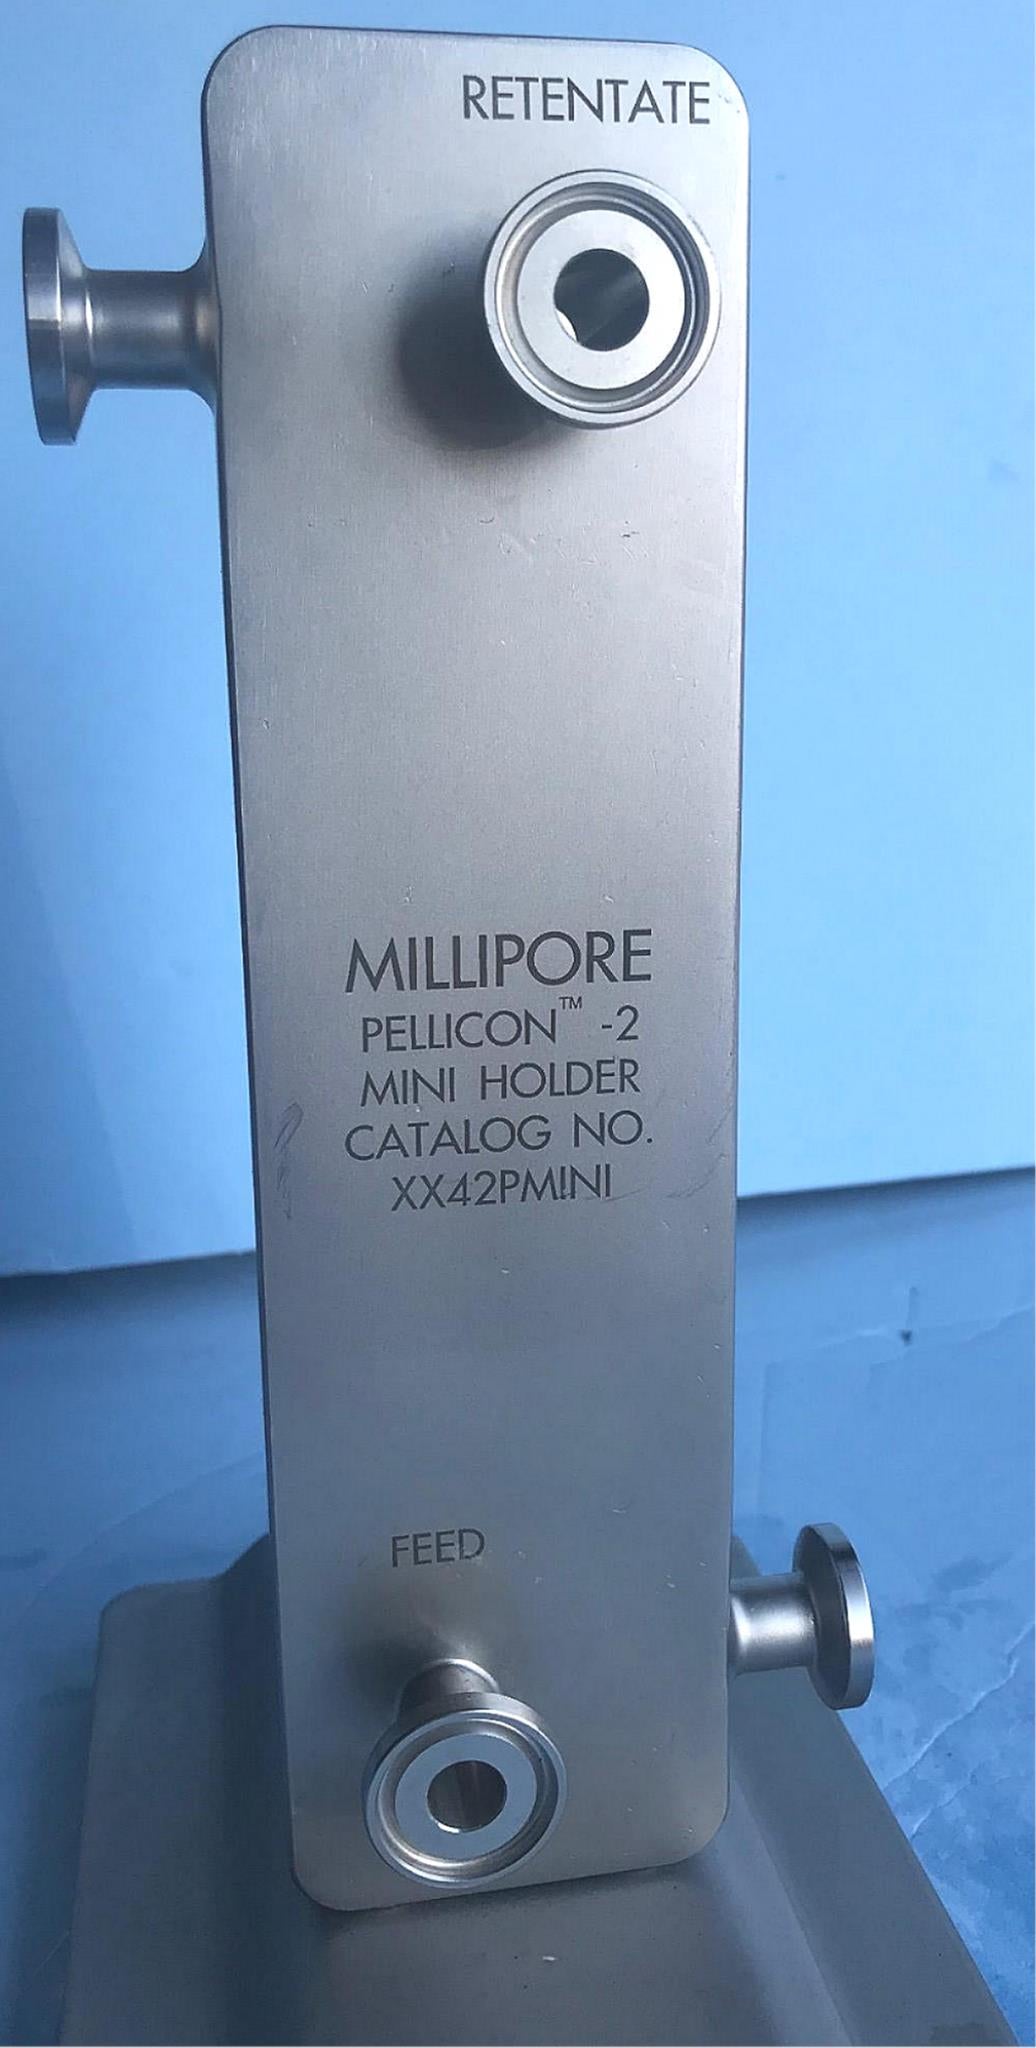 RETENTATE
MILLIPORE
PELLICON™ -2
MINI HOLDER
CATALOG NO.
XX42PMINI
FEED